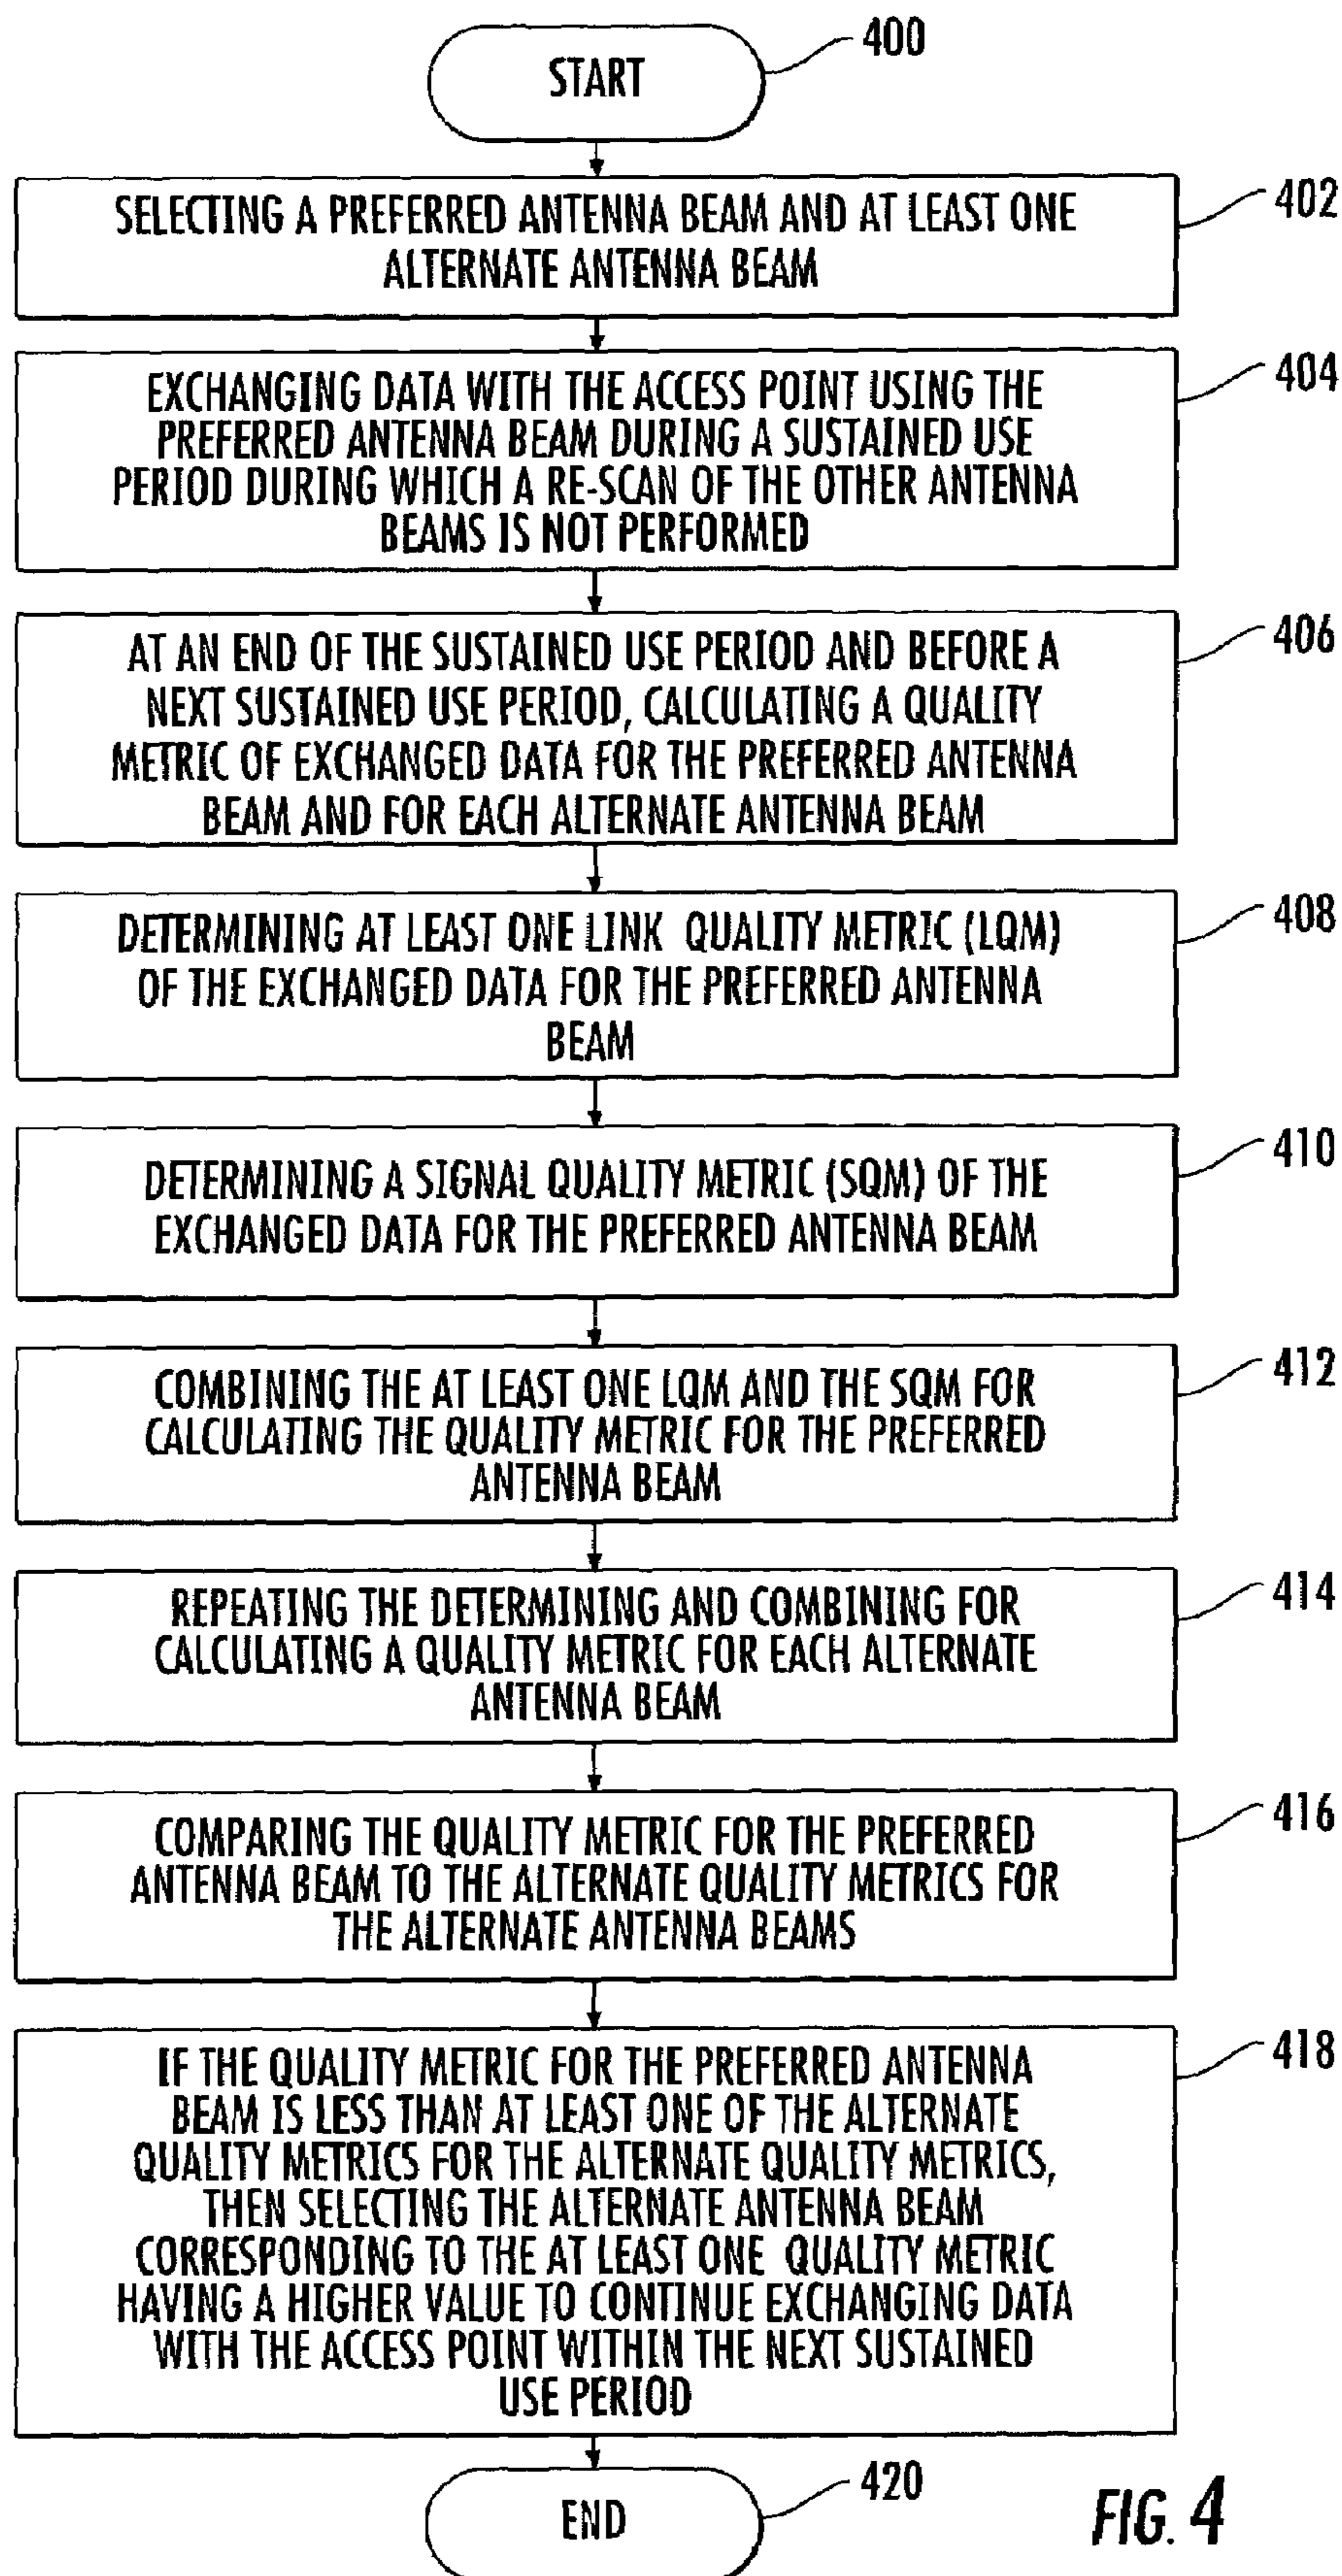 START
400
SELECTING A PREFERRED ANTENNA BEAM AND AT LEAST ONE
ALTERNATE ANTENNA BEAM
402
EXCHANGING DATA WITH THE ACCESS POINT USING THE
PREFERRED ANTENNA BEAM DURING A SUSTAINED USE
PERIOD DURING WHICH A RE-SCAN OF THE OTHER ANTENNA
BEAMS IS NOT PERFORMED
404
AT AN END OF THE SUSTAINED USE PERIOD AND BEFORE A
NEXT SUSTAINED USE PERIOD, CALCULATING A QUALITY
METRIC OF EXCHANGED DATA FOR THE PREFERRED ANTENNA
BEAM AND FOR EACH ALTERNATE ANTENNA BEAM
406
DETERMINING AT LEAST ONE LINK QUALITY METRIC (LQM)
OF THE EXCHANGED DATA FOR THE PREFERRED ANTENNA
BEAM
408
DETERMINING A SIGNAL QUALITY METRIC (SQM) OF THE
EXCHANGED DATA FOR THE PREFERRED ANTENNA BEAM
410
COMBINING THE AT LEAST ONE LQM AND THE SQM FOR
CALCULATING THE QUALITY METRIC FOR THE PREFERRED
ANTENNA BEAM
412
REPEATING THE DETERMINING AND COMBINING FOR
CALCULATING A QUALITY METRIC FOR EACH ALTERNATE
ANTENNA BEAM
414
COMPARING THE QUALITY METRIC FOR THE PREFERRED
ANTENNA BEAM TO THE ALTERNATE QUALITY METRICS FOR
THE ALTERNATE ANTENNA BEAMS
416
IF THE QUALITY METRIC FOR THE PREFERRED ANTENNA
BEAM IS LESS THAN AT LEAST ONE OF THE ALTERNATE
QUALITY METRICS FOR THE ALTERNATE QUALITY METRICS,
THEN SELECTING THE ALTERNATE ANTENNA BEAM
CORRESPONDING TO THE AT LEAST ONE QUALITY METRIC
HAVING A HIGHER VALUE TO CONTINUE EXCHANGING DATA
WITH THE ACCESS POINT WITHIN THE NEXT SUSTAINED
USE PERIOD
418
END
420
FIG. 4